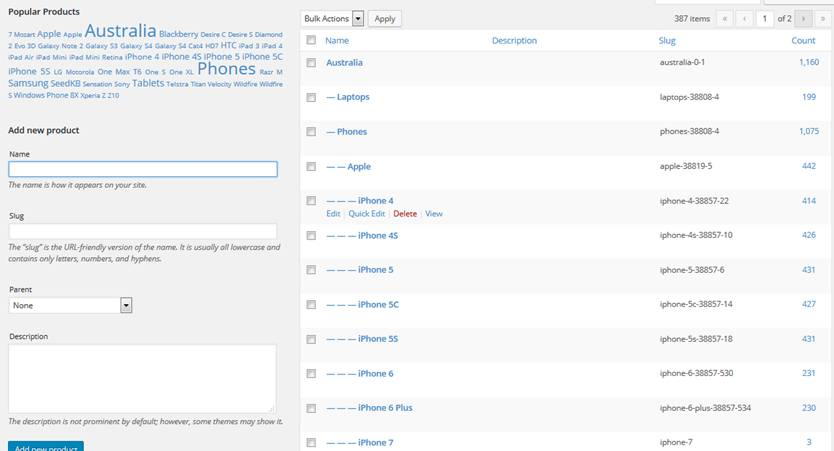 Popular Products
7 Mozart Apple Apple Australia Blackberry Desire C Desire S Diamond
2 Evo 3D Galaxy Note 2 Galaxy S3 Galaxy S4 Galaxy S4 Cat4 HD7 HTC iPad 3 iPad 4
iPad Air iPad Mini iPad Mini Retina iPhone 4 iPhone 4S iPhone 5 iPhone 5C
iPhone 5S LG Motorola One Max T6 One S One XL Phones Razr M
Samsung SeedKB Sensation Sony Tablets Telstra Titan Velocity Wildfire Wildfire
S Windows Phone 8X Xperia Z Z10
Add new product
Name
The name is how it appears on your site.
Slug
The "slug" is the URL-friendly version of the name. It is usually all lowercase and
contains only letters, numbers, and hyphens.
Parent
None
Description
The description is not prominent by default; however, some themes may show it.
Add new product
Bulk Actions Apply 387 items « ‹ 1 of 2 › »
Name Description Slug Count
Australia australia-0-1 1,160
— Laptops laptops-38808-4 199
— Phones phones-38808-4 1,075
— — Apple apple-38819-5 442
— — — iPhone 4 iphone-4-38857-22 414
Edit | Quick Edit | Delete | View
— — — iPhone 4S iphone-4s-38857-10 426
— — — iPhone 5 iphone-5-38857-6 431
— — — iPhone 5C iphone-5c-38857-14 427
— — — iPhone 5S iphone-5s-38857-18 431
— — — iPhone 6 iphone-6-38857-530 231
— — — iPhone 6 Plus iphone-6-plus-38857-534 230
— — — iPhone 7 iphone-7 3